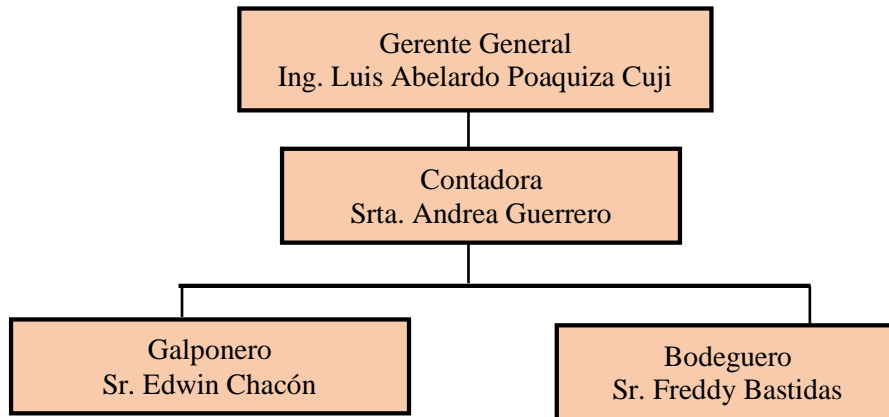 Gerente General
Ing. Luis Abelardo Poaquiza Cuji
Contadora
Srta. Andrea Guerrero
Galponero
Sr. Edwin Chacón
Bodeguero
Sr. Freddy Bastidas